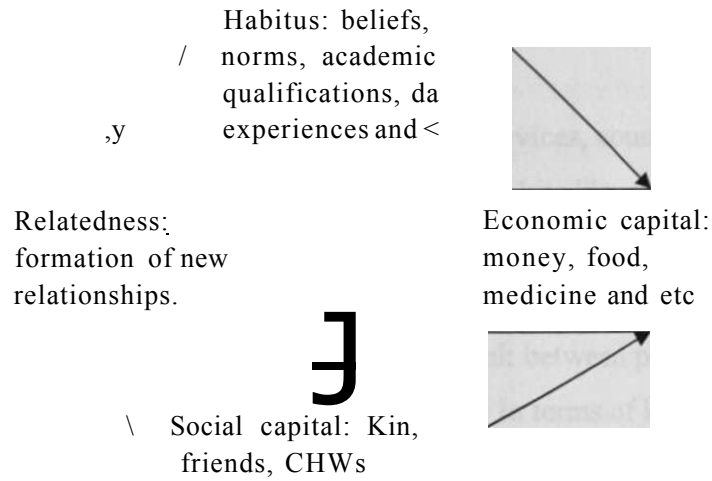 Habitus: beliefs,
/ norms, academic
qualifications, da
,y experiences and <
Relatedness:
formation of new
relationships.
Economic capital:
money, food,
medicine and etc
\ Social capital: Kin,
friends, CHWs